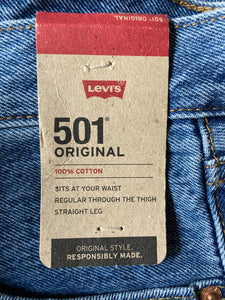 501® ORIGINAL
Levi's
501®
ORIGINAL
100% COTTON
SITS AT YOUR WAIST
REGULAR THROUGH THE THIGH
STRAIGHT LEG
ORIGINAL STYLE.
RESPONSIBLY MADE.